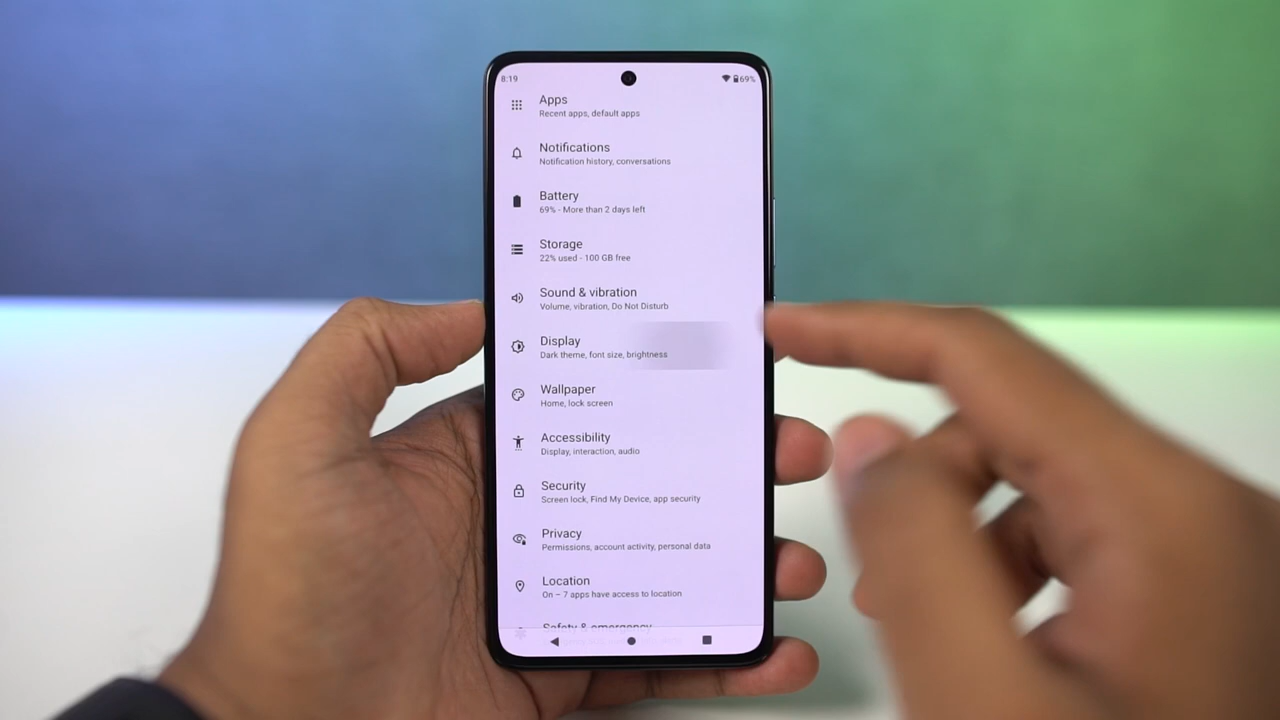 8:19
69%
Apps
Recent apps, default apps
Notifications
Notification history, conversations
Battery
69% - More than 2 days left
Storage
22% used - 100 GB free
Sound & vibration
Volume, vibration, Do Not Disturb
Display
Dark theme, font size, brightness
Wallpaper
Home, lock screen
Accessibility
Display, interaction, audio
Security
Screen lock, Find My Device, app security
Privacy
Permissions, account activity, personal data
Location
On – 7 apps have access to location
Safety & emergency